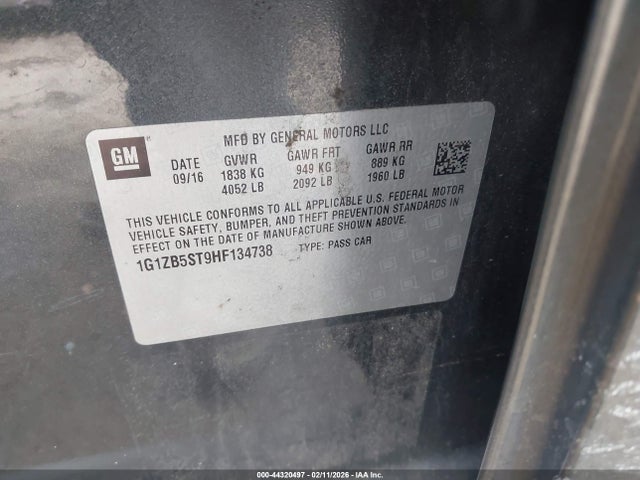 MFD BY GENERAL MOTORS LLC
GM
DATE GVWR GAWR FRT GAWR RR
09/16 1838 KG 949 KG 889 KG
4052 LB 2092 LB 1960 LB
THIS VEHICLE CONFORMS TO ALL APPLICABLE U.S. FEDERAL MOTOR
VEHICLE SAFETY, BUMPER, AND THEFT PREVENTION STANDARDS IN
EFFECT ON THE DATE OF MANUFACTURE SHOWN ABOVE.
1G1ZB5ST9HF134738 TYPE: PASS CAR
000-44320497 - 02/11/2026 - IAA Inc.